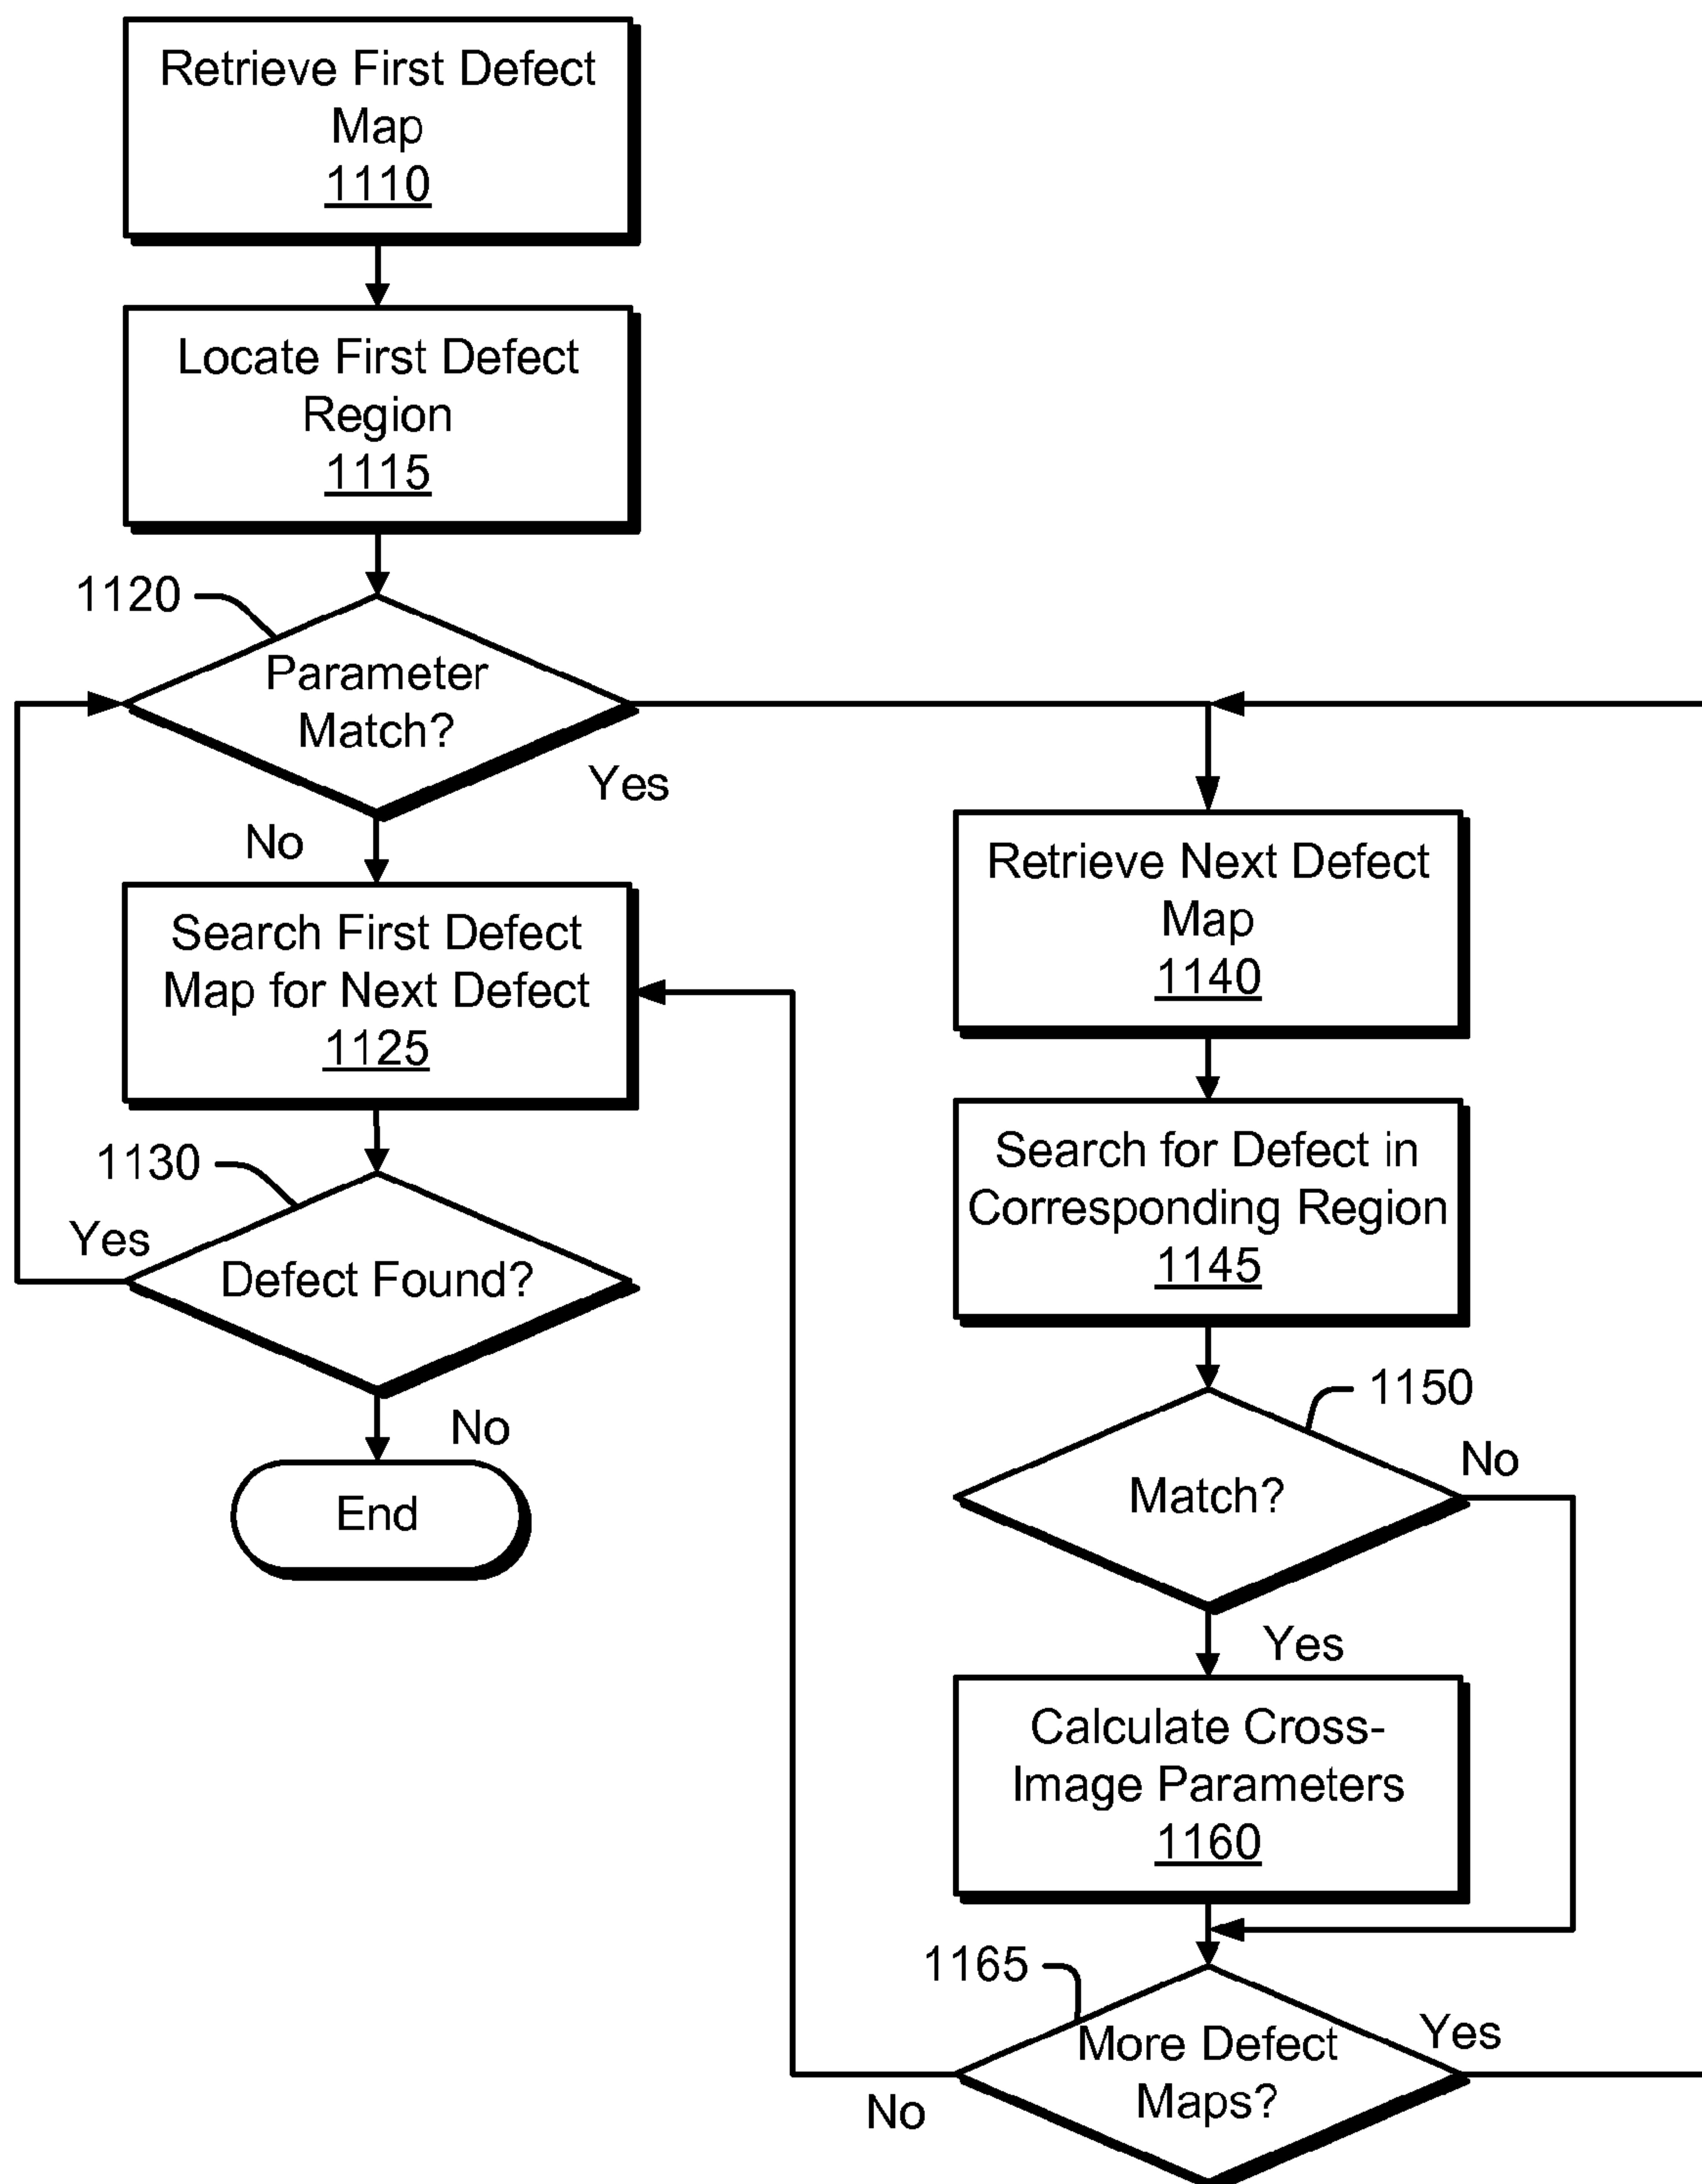 Retrieve First Defect
Map
1110
Locate First Defect
Region
1115
1120
Parameter
Match?
Yes
No
Search First Defect
Map for Next Defect
1125
1130
Yes
Defect Found?
No
End
Retrieve Next Defect
Map
1140
Search for Defect in
Corresponding Region
1145
1150
No
Match?
Yes
Calculate Cross-
Image Parameters
1160
1165
More Defect
Maps?
Yes
No